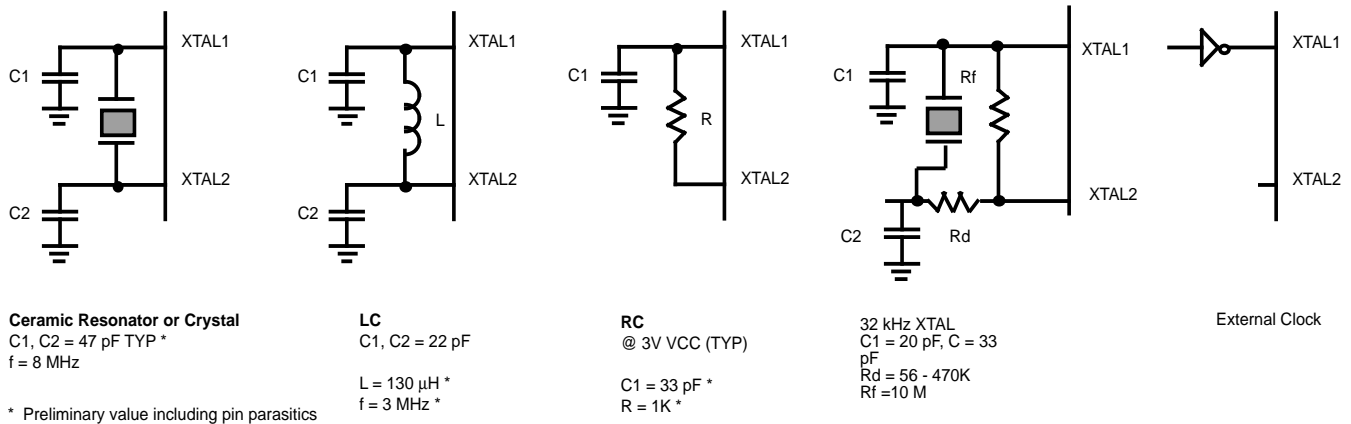 XTAL1
C1
XTAL2
C2
XTAL1
C1
L
XTAL2
C2
XTAL1
C1
R
XTAL2
XTAL1
C1
Rf
XTAL2
C2
Rd
XTAL1
XTAL2
Ceramic Resonator or Crystal
C1, C2 = 47 pF TYP *
f = 8 MHz
* Preliminary value including pin parasitics
LC
C1, C2 = 22 pF
L = 130 μH *
f = 3 MHz *
RC
@ 3V VCC (TYP)
C1 = 33 pF *
R = 1K *
32 kHz XTAL
C1 = 20 pF, C = 33
pF
Rd = 56 - 470K
Rf =10 M
External Clock